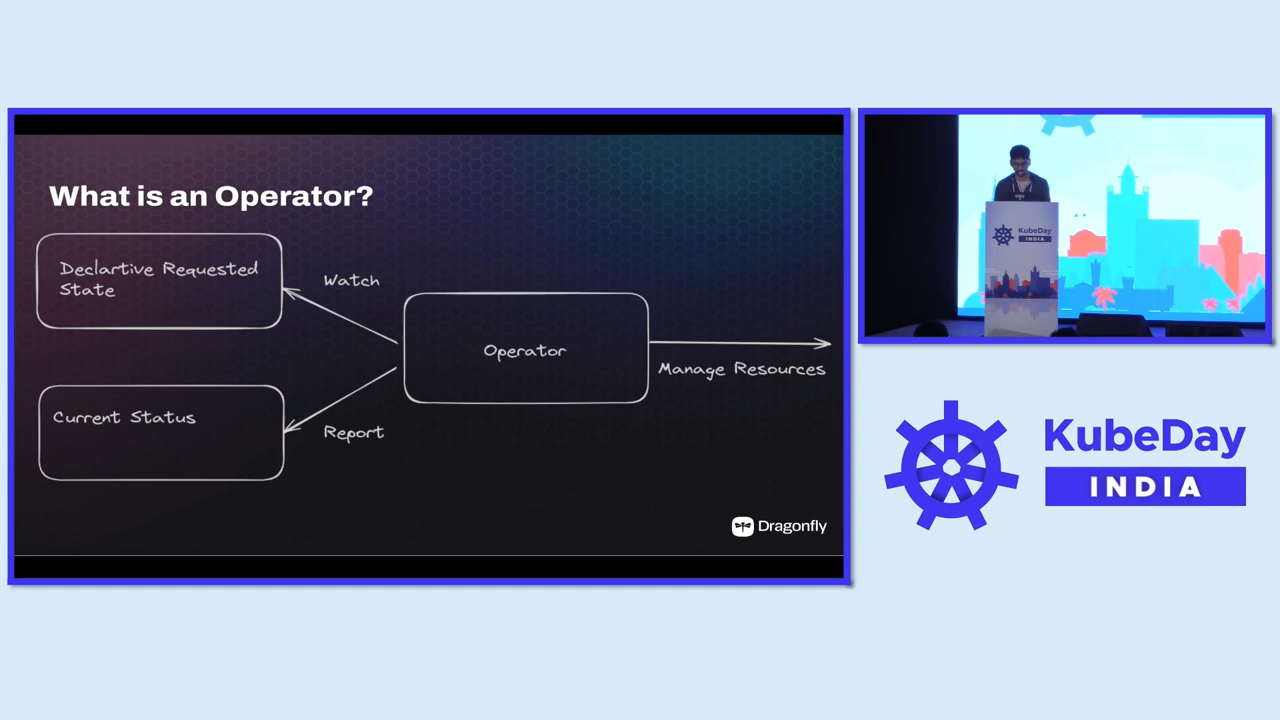 What is an Operator?
Declartive Requested
State
Watch
Operator
Manage Resources
Current Status
Report
Dragonfly
KubeDay
INDIA
KubeDay
INDIA